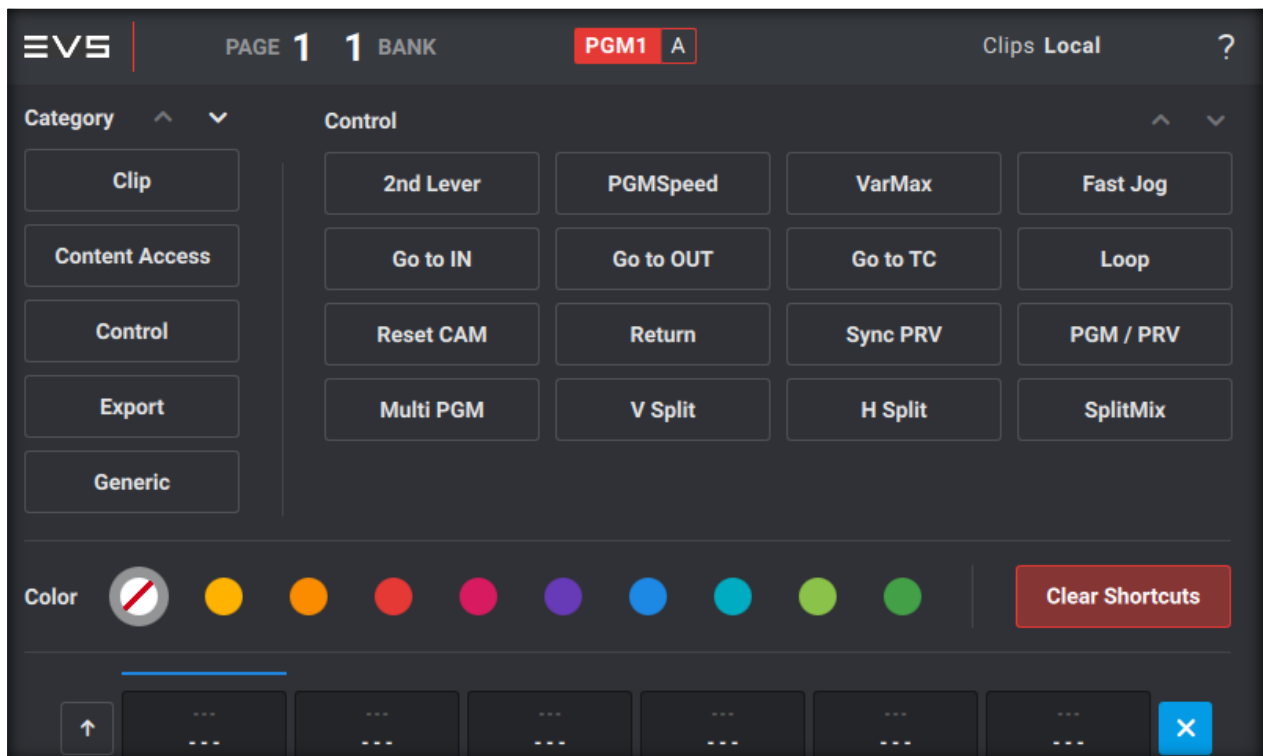 EVS PAGE 1 1 BANK PGM1 A Clips Local ?
Category
Control
Clip
Content Access
Control
Export
Generic
2nd Lever PGMSpeed VarMax Fast Jog
Go to IN Go to OUT Go to TC Loop
Reset CAM Return Sync PRV PGM / PRV
Multi PGM V Split H Split SplitMix
Color
Clear Shortcuts
--- --- --- --- --- ---
--- --- --- --- --- ---